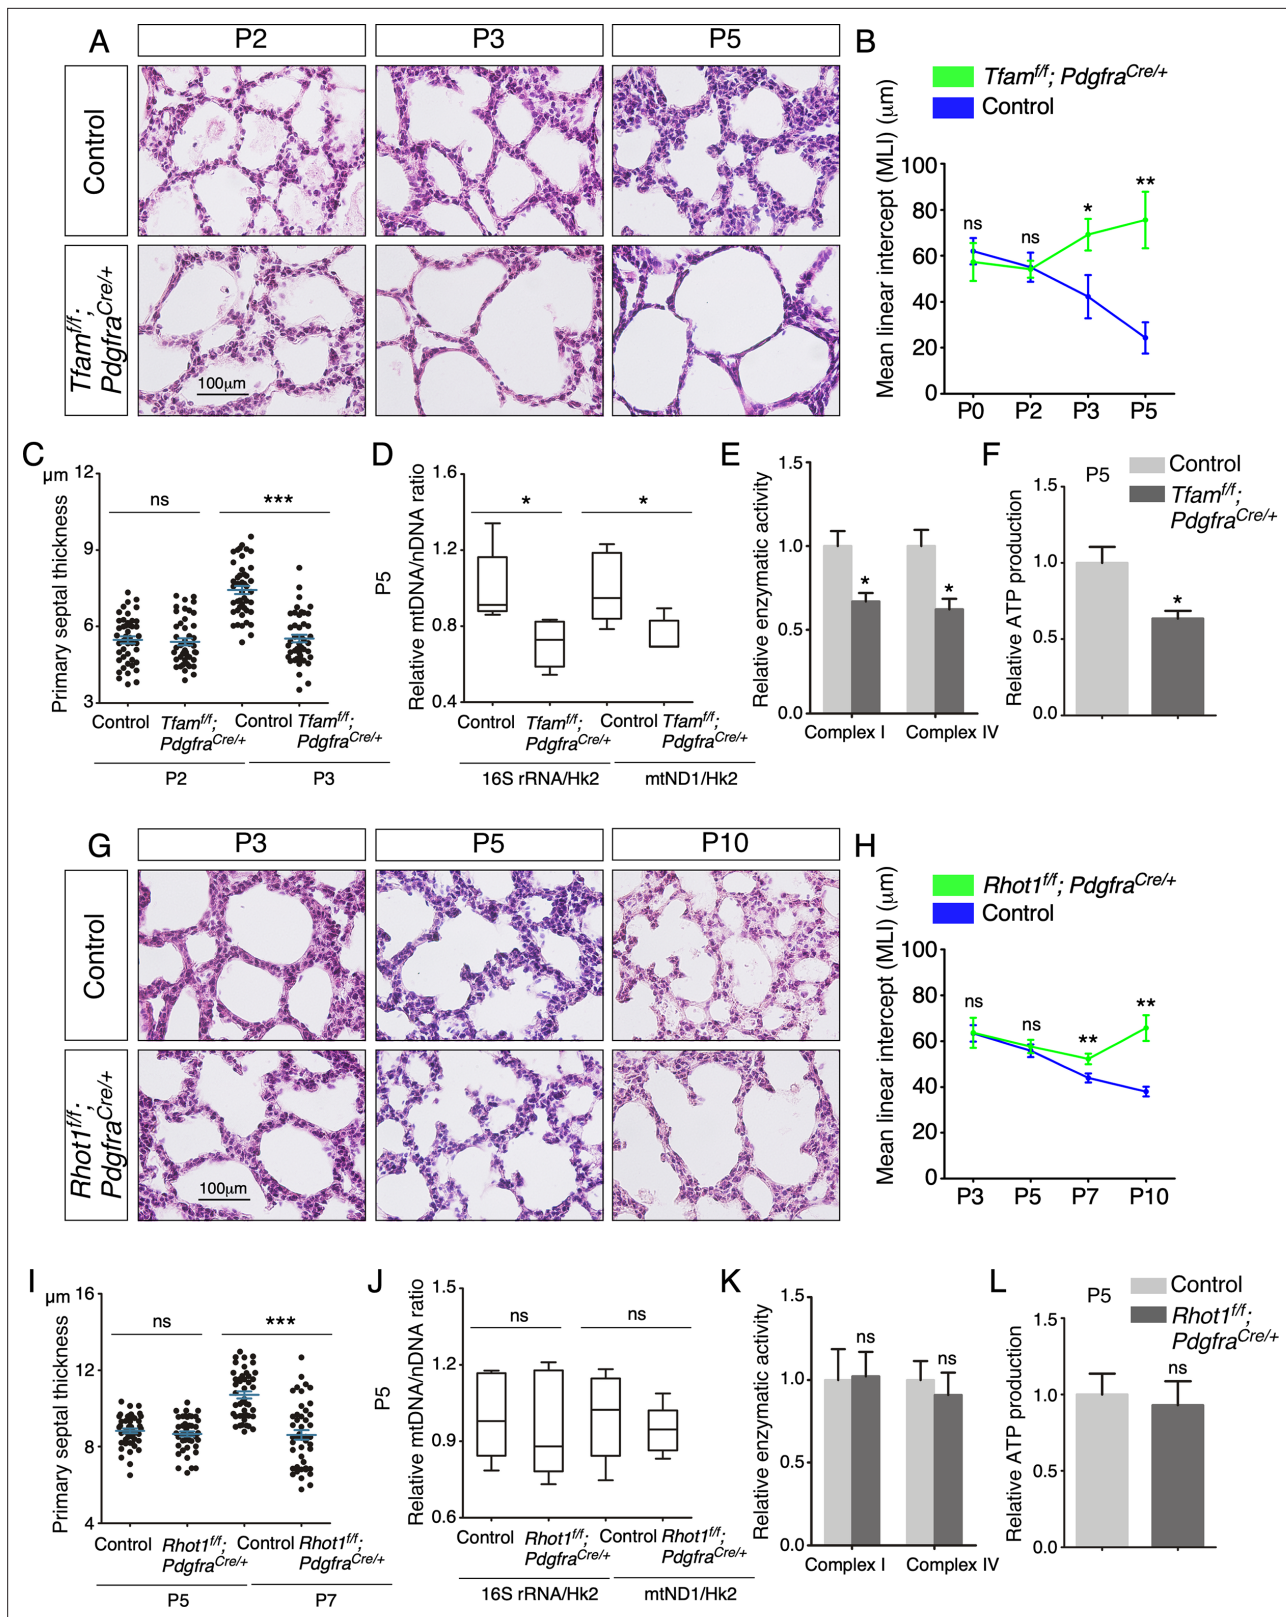 A
P2
P3
P5
Control
Tfam^f/f;
Pdgfra^Cre/+
100μm
B
Tfam^f/f; Pdgfra^Cre/+
Control
Mean linear intercept (MLI) (μm)
100
80
60
40
20
0
ns
ns
*
**
P0
P2
P3
P5
C
μm
Primary septal thickness
12
9
6
3
ns
***
Control
Tfam^f/f;
Pdgfra^Cre/+
Control
Tfam^f/f;
Pdgfra^Cre/+
P2
P3
D
P5
Relative mtDNA/nDNA ratio
1.6
1.2
0.8
0.4
*
*
Control
Tfam^f/f;
Pdgfra^Cre/+
Control
Tfam^f/f;
Pdgfra^Cre/+
16S rRNA/Hk2
mtND1/Hk2
E
Relative enzymatic activity
1.5
1.0
0.5
0.0
*
*
Complex I
Complex IV
F
P5
Control
Tfam^f/f;
Pdgfra^Cre/+
Relative ATP production
1.5
1.0
0.5
0.0
*
G
P3
P5
P10
Control
Rhot1^f/f;
Pdgfra^Cre/+
100μm
H
Rhot1^f/f; Pdgfra^Cre/+
Control
Mean linear intercept (MLI) (μm)
100
80
60
40
20
0
ns
ns
**
**
P3
P5
P7
P10
I
μm
Primary septal thickness
16
12
8
4
ns
***
Control
Rhot1^f/f;
Pdgfra^Cre/+
Control
Rhot1^f/f;
Pdgfra^Cre/+
P5
P7
J
P5
Relative mtDNA/nDNA ratio
1.5
1.2
0.9
0.6
ns
ns
Control
Rhot1^f/f;
Pdgfra^Cre/+
Control
Rhot1^f/f;
Pdgfra^Cre/+
16S rRNA/Hk2
mtND1/Hk2
K
Relative enzymatic activity
1.5
1.0
0.5
0.0
ns
ns
Complex I
Complex IV
L
P5
Control
Rhot1^f/f;
Pdgfra^Cre/+
Relative ATP production
1.5
1.0
0.5
0.0
ns